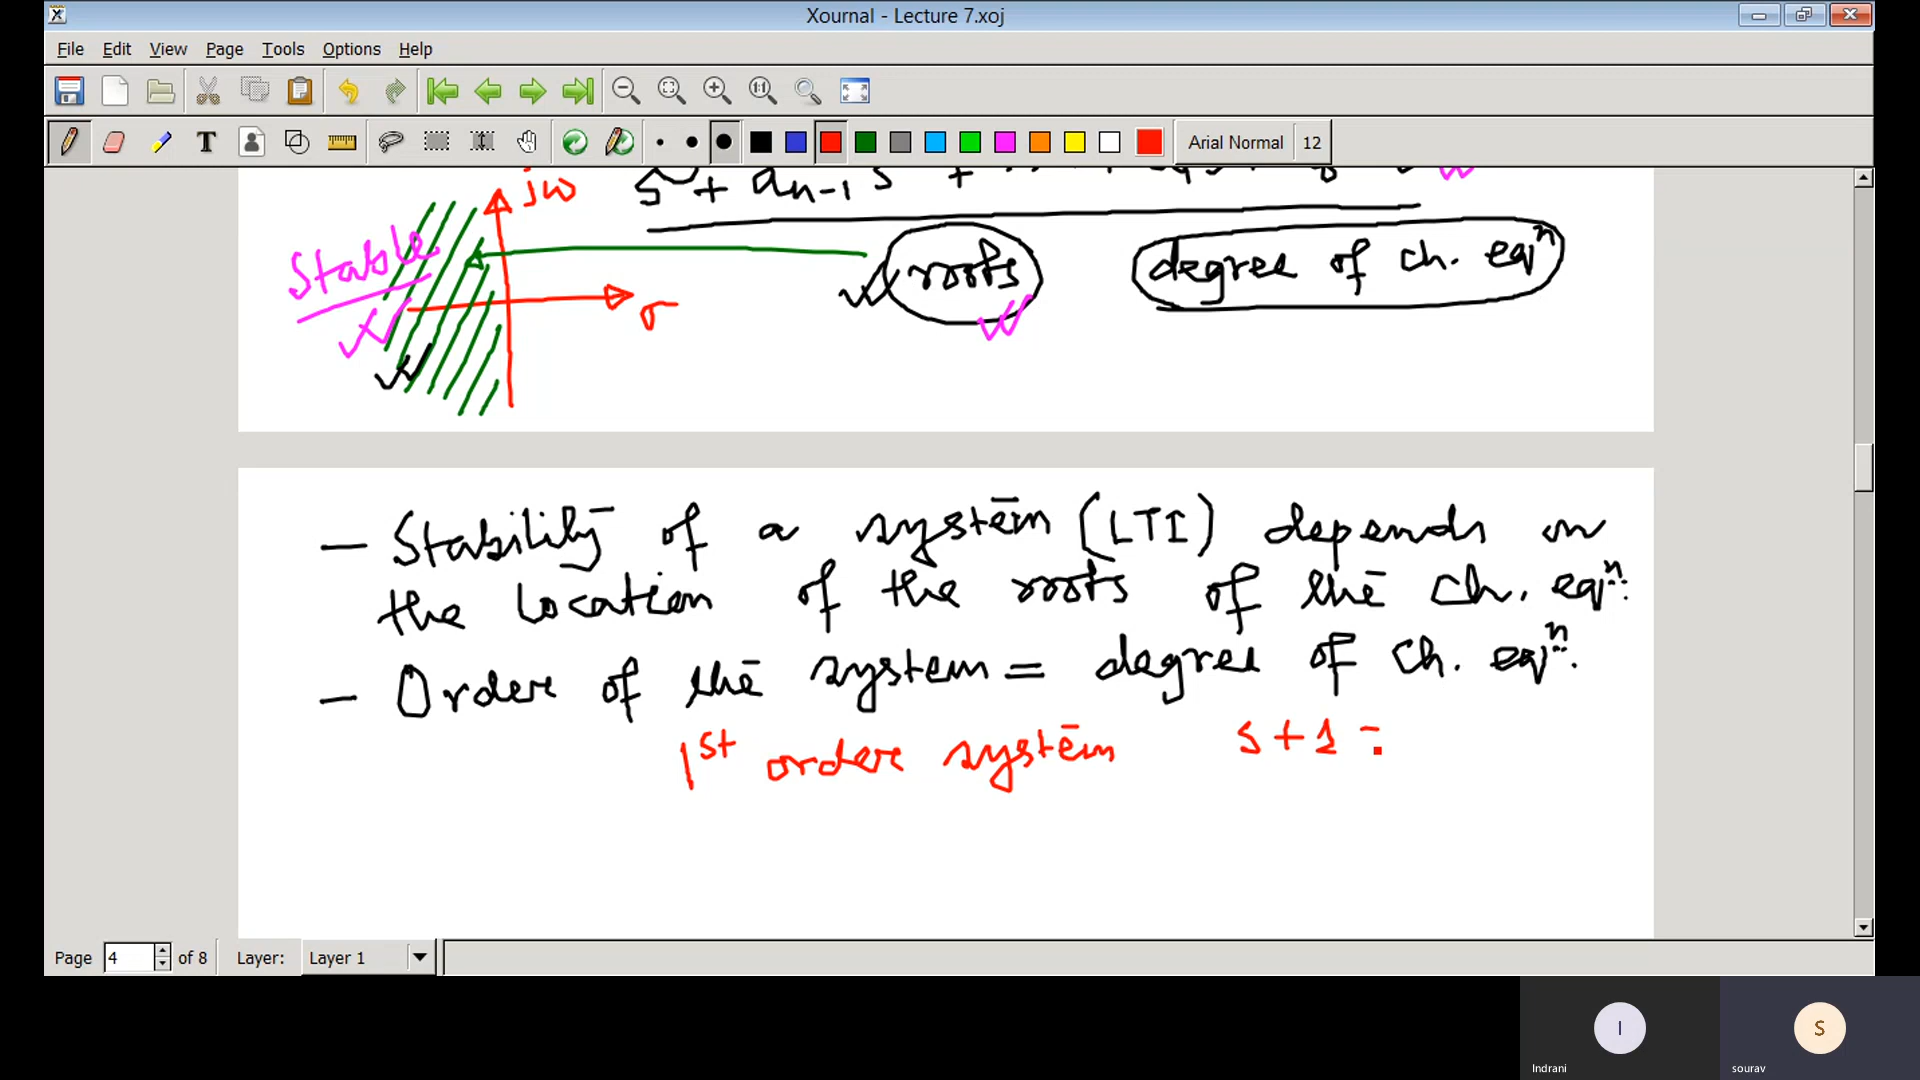 Xournal - Lecture 7.xoj
File Edit View Page Tools Options Help
Arial Normal 12
jω
s + an-1 s +
Stable
roots
degree of ch. eqⁿ
σ
- Stability of a system (LTI) depends on
the location of the roots of the ch. eqⁿ.
- Order of the system = degree of ch. eqⁿ.
1st order system s+1 =
Page 4 of 8 Layer: Layer 1
I
S
Indrani
sourav